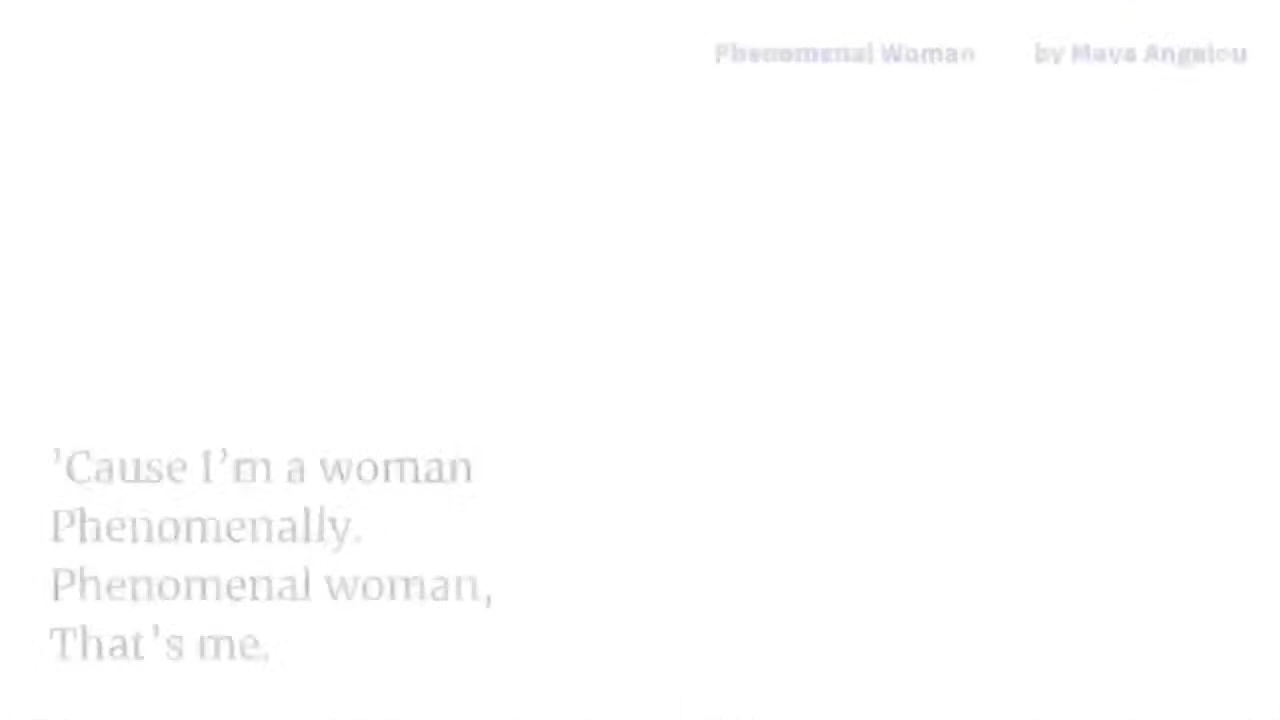 Phenomenal Woman by Maya Angelou
'Cause I'm a woman
Phenomenally.
Phenomenal woman,
That's me.